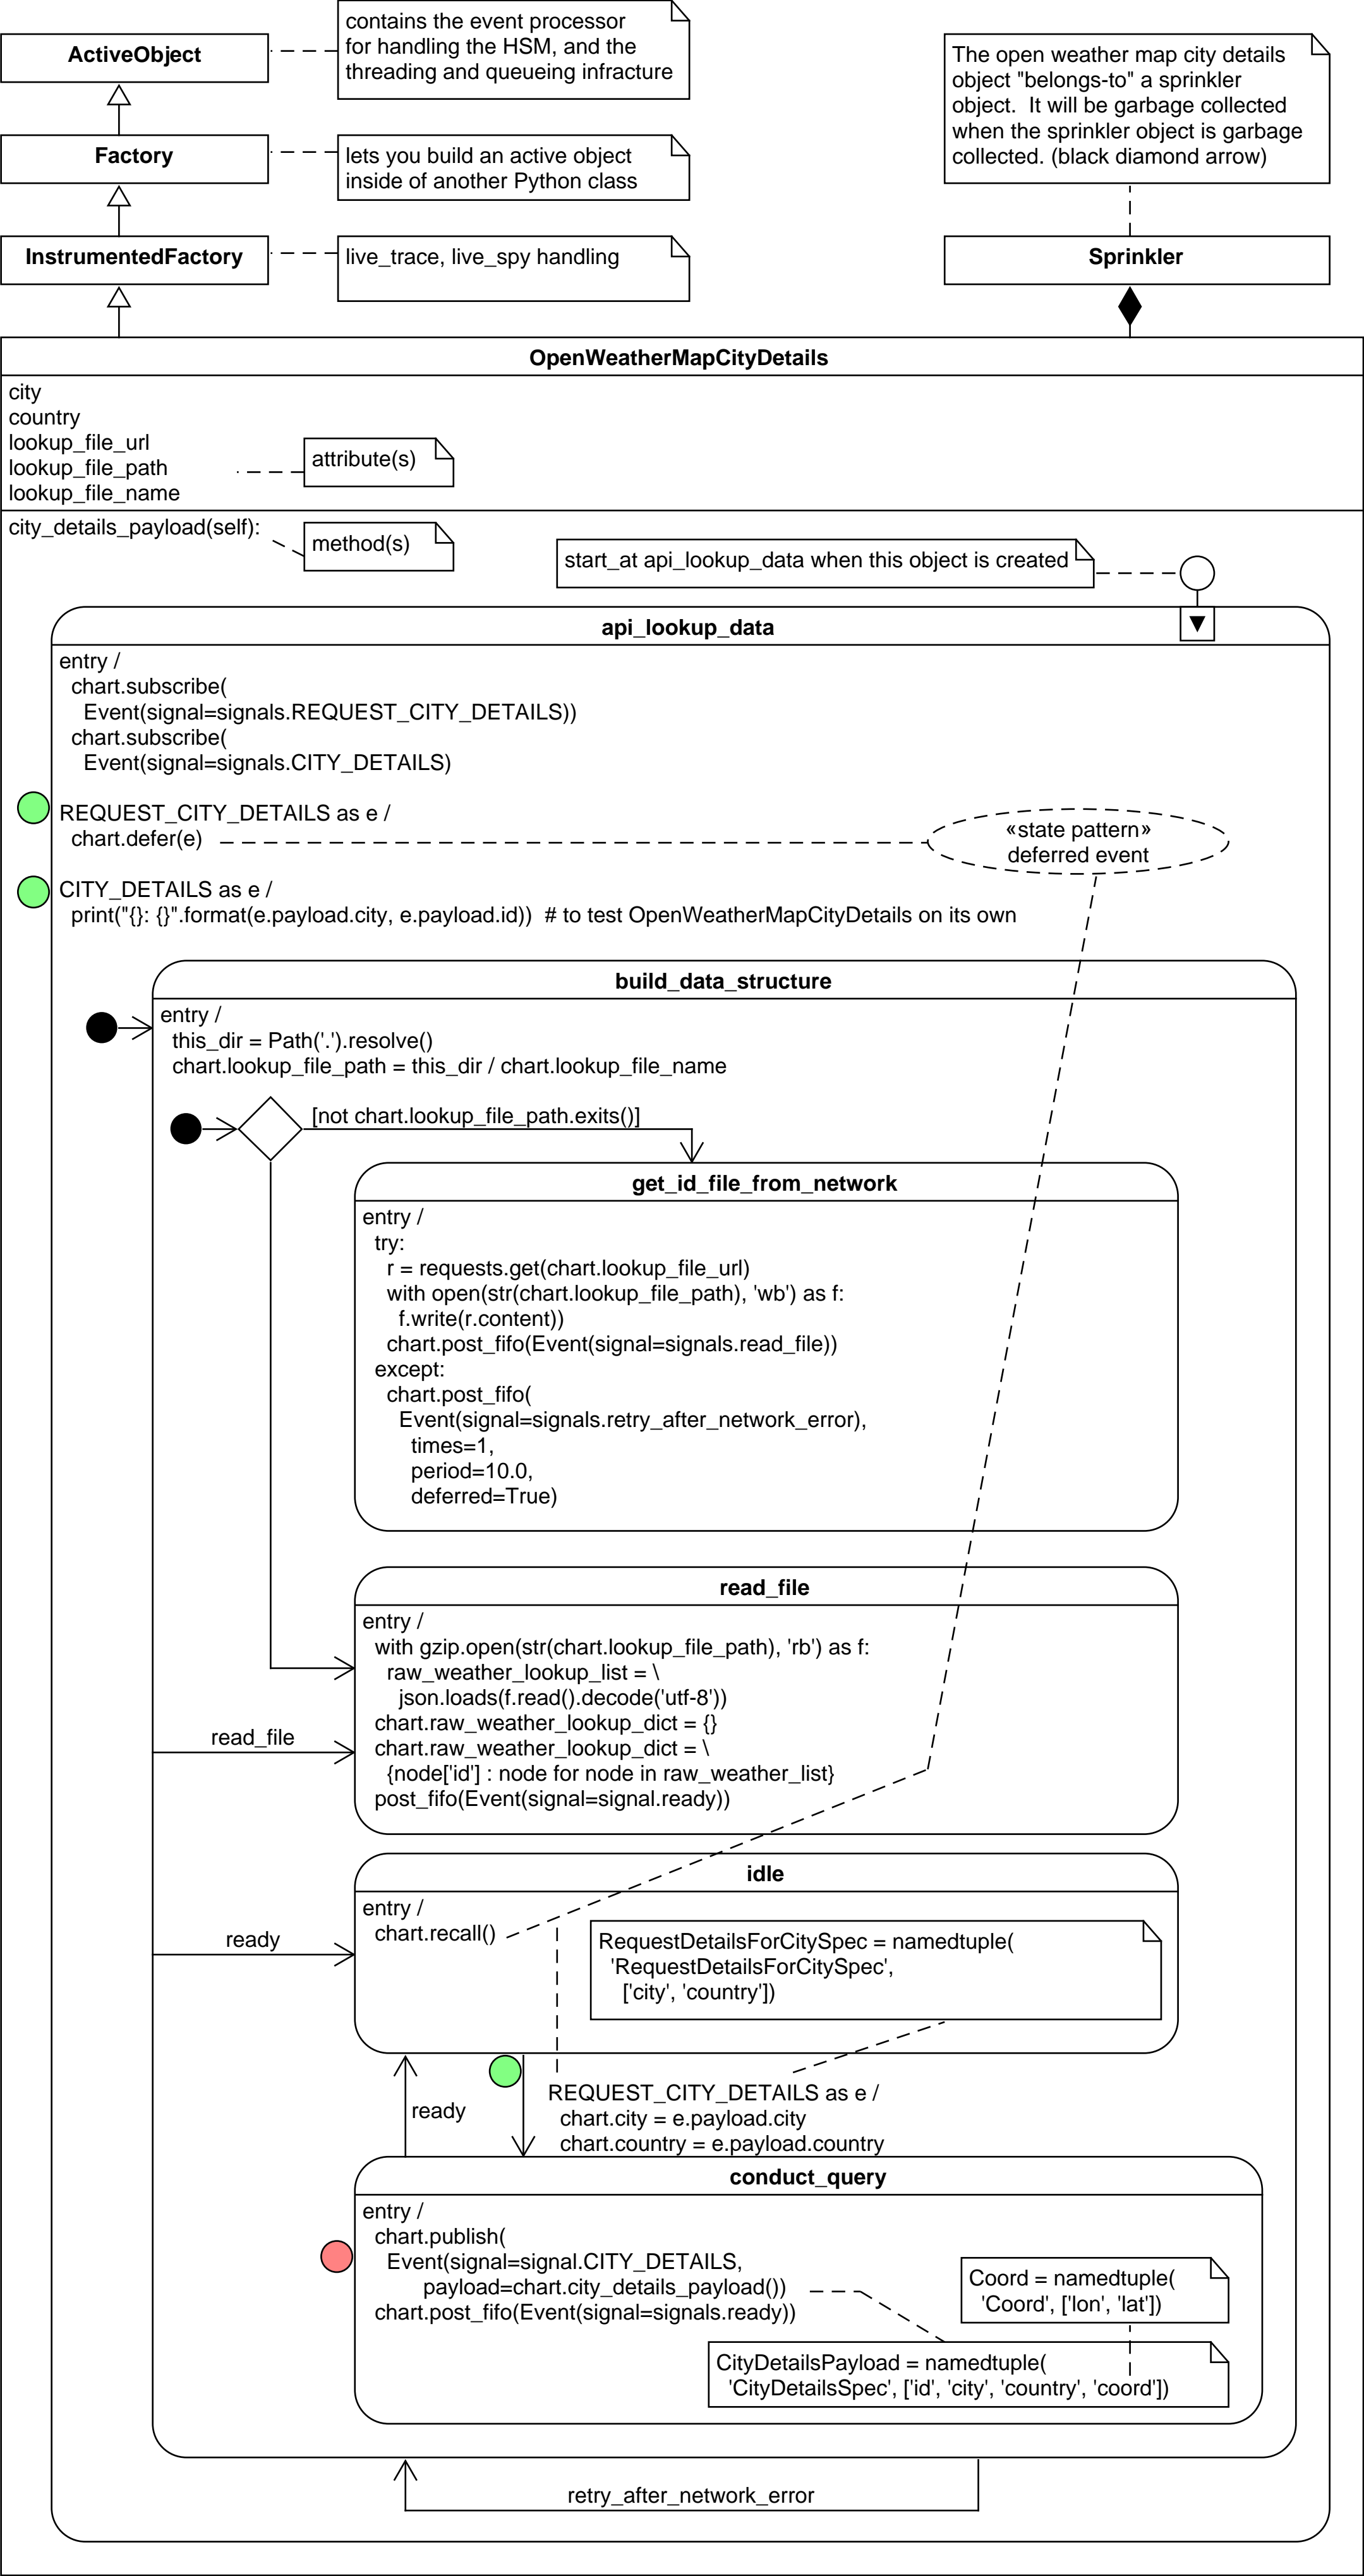 contains the event processor
for handling the HSM, and the
threading and queueing infracture
ActiveObject
The open weather map city details
object "belongs-to" a sprinkler
object.  It will be garbage collected
when the sprinkler object is garbage
collected. (black diamond arrow)
Factory
lets you build an active object
inside of another Python class
InstrumentedFactory
live_trace, live_spy handling
Sprinkler
OpenWeatherMapCityDetails
city
country
lookup_file_url
lookup_file_path
lookup_file_name
attribute(s)
city_details_payload(self):
method(s)
start_at api_lookup_data when this object is created
api_lookup_data
entry /
chart.subscribe(
Event(signal=signals.REQUEST_CITY_DETAILS))
chart.subscribe(
Event(signal=signals.CITY_DETAILS)
REQUEST_CITY_DETAILS as e /
chart.defer(e)
«state pattern»
deferred event
CITY_DETAILS as e /
print("{}: {}".format(e.payload.city, e.payload.id))  # to test OpenWeatherMapCityDetails on its own
build_data_structure
entry /
this_dir = Path('.').resolve()
chart.lookup_file_path = this_dir / chart.lookup_file_name
[not chart.lookup_file_path.exits()]
get_id_file_from_network
entry /
try:
r = requests.get(chart.lookup_file_url)
with open(str(chart.lookup_file_path), 'wb') as f:
f.write(r.content))
chart.post_fifo(Event(signal=signals.read_file))
except:
chart.post_fifo(
Event(signal=signals.retry_after_network_error),
times=1,
period=10.0,
deferred=True)
read_file
entry /
with gzip.open(str(chart.lookup_file_path), 'rb') as f:
raw_weather_lookup_list = \
json.loads(f.read().decode('utf-8'))
chart.raw_weather_lookup_dict = {}
chart.raw_weather_lookup_dict = \
{node['id'] : node for node in raw_weather_list}
post_fifo(Event(signal=signal.ready))
read_file
idle
entry /
chart.recall()
ready
RequestDetailsForCitySpec = namedtuple(
'RequestDetailsForCitySpec',
['city', 'country'])
ready
REQUEST_CITY_DETAILS as e /
chart.city = e.payload.city
chart.country = e.payload.country
conduct_query
entry /
chart.publish(
Event(signal=signal.CITY_DETAILS,
payload=chart.city_details_payload())
chart.post_fifo(Event(signal=signals.ready))
Coord = namedtuple(
'Coord', ['lon', 'lat'])
CityDetailsPayload = namedtuple(
'CityDetailsSpec', ['id', 'city', 'country', 'coord'])
retry_after_network_error